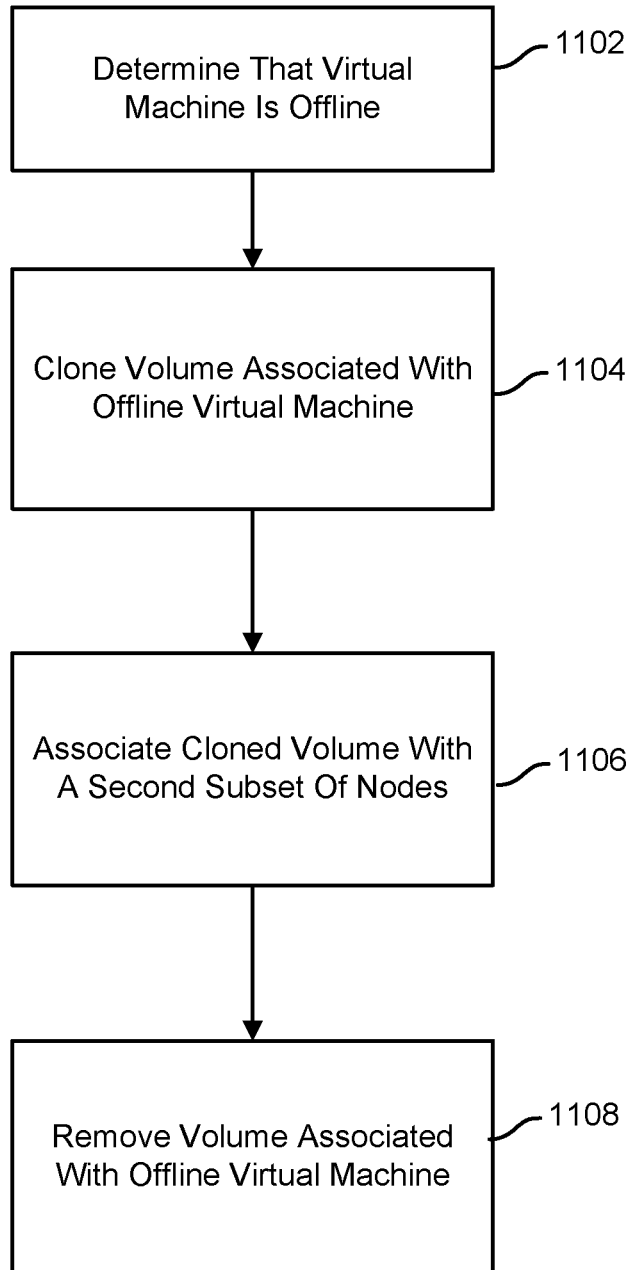 Determine That Virtual
Machine Is Offline
1102
Clone Volume Associated With
Offline Virtual Machine
1104
Associate Cloned Volume With
A Second Subset Of Nodes
1106
Remove Volume Associated
With Offline Virtual Machine
1108